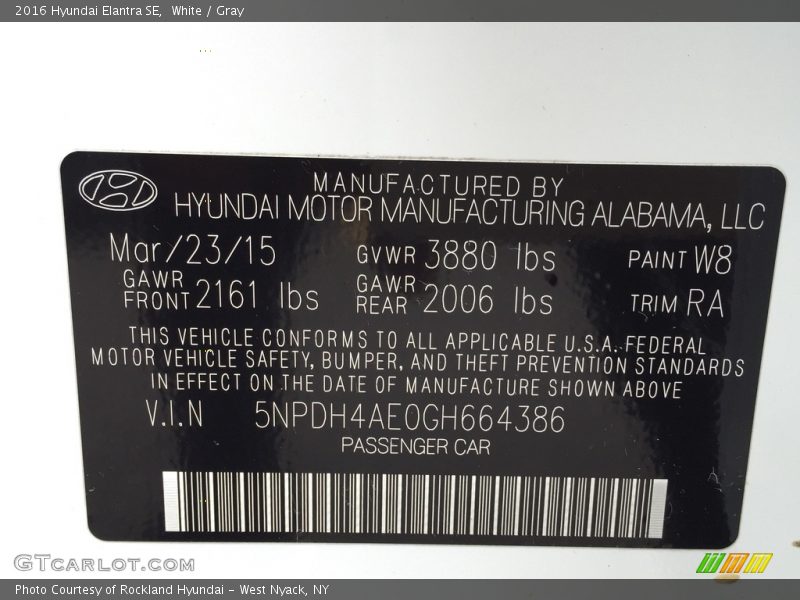 2016 Hyundai Elantra SE, White / Gray
MANUFACTURED BY
HYUNDAI MOTOR MANUFACTURING ALABAMA, LLC
Mar/23/15 GVWR 3880 lbs PAINT W8
GAWR FRONT 2161 lbs GAWR REAR 2006 lbs TRIM RA
THIS VEHICLE CONFORMS TO ALL APPLICABLE U.S.A. FEDERAL
MOTOR VEHICLE SAFETY, BUMPER, AND THEFT PREVENTION STANDARDS
IN EFFECT ON THE DATE OF MANUFACTURE SHOWN ABOVE
V.I.N 5NPDH4AE0GH664386
PASSENGER CAR
GTCARLOT.COM
Photo Courtesy of Rockland Hyundai - West Nyack, NY